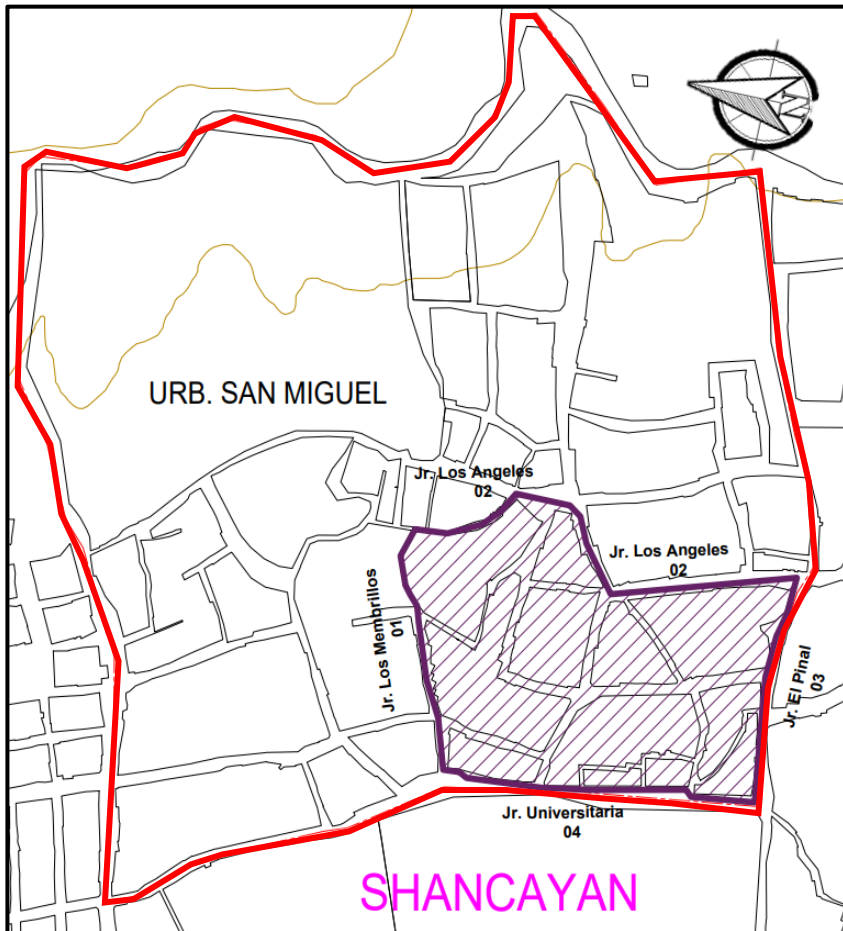 N
URB. SAN MIGUEL
Jr. Los Angeles
02
Jr. Los Angeles
02
Jr. Los Membrillos
01
Jr. El Pinal
03
Jr. Universitaria
04
SHANCAYAN